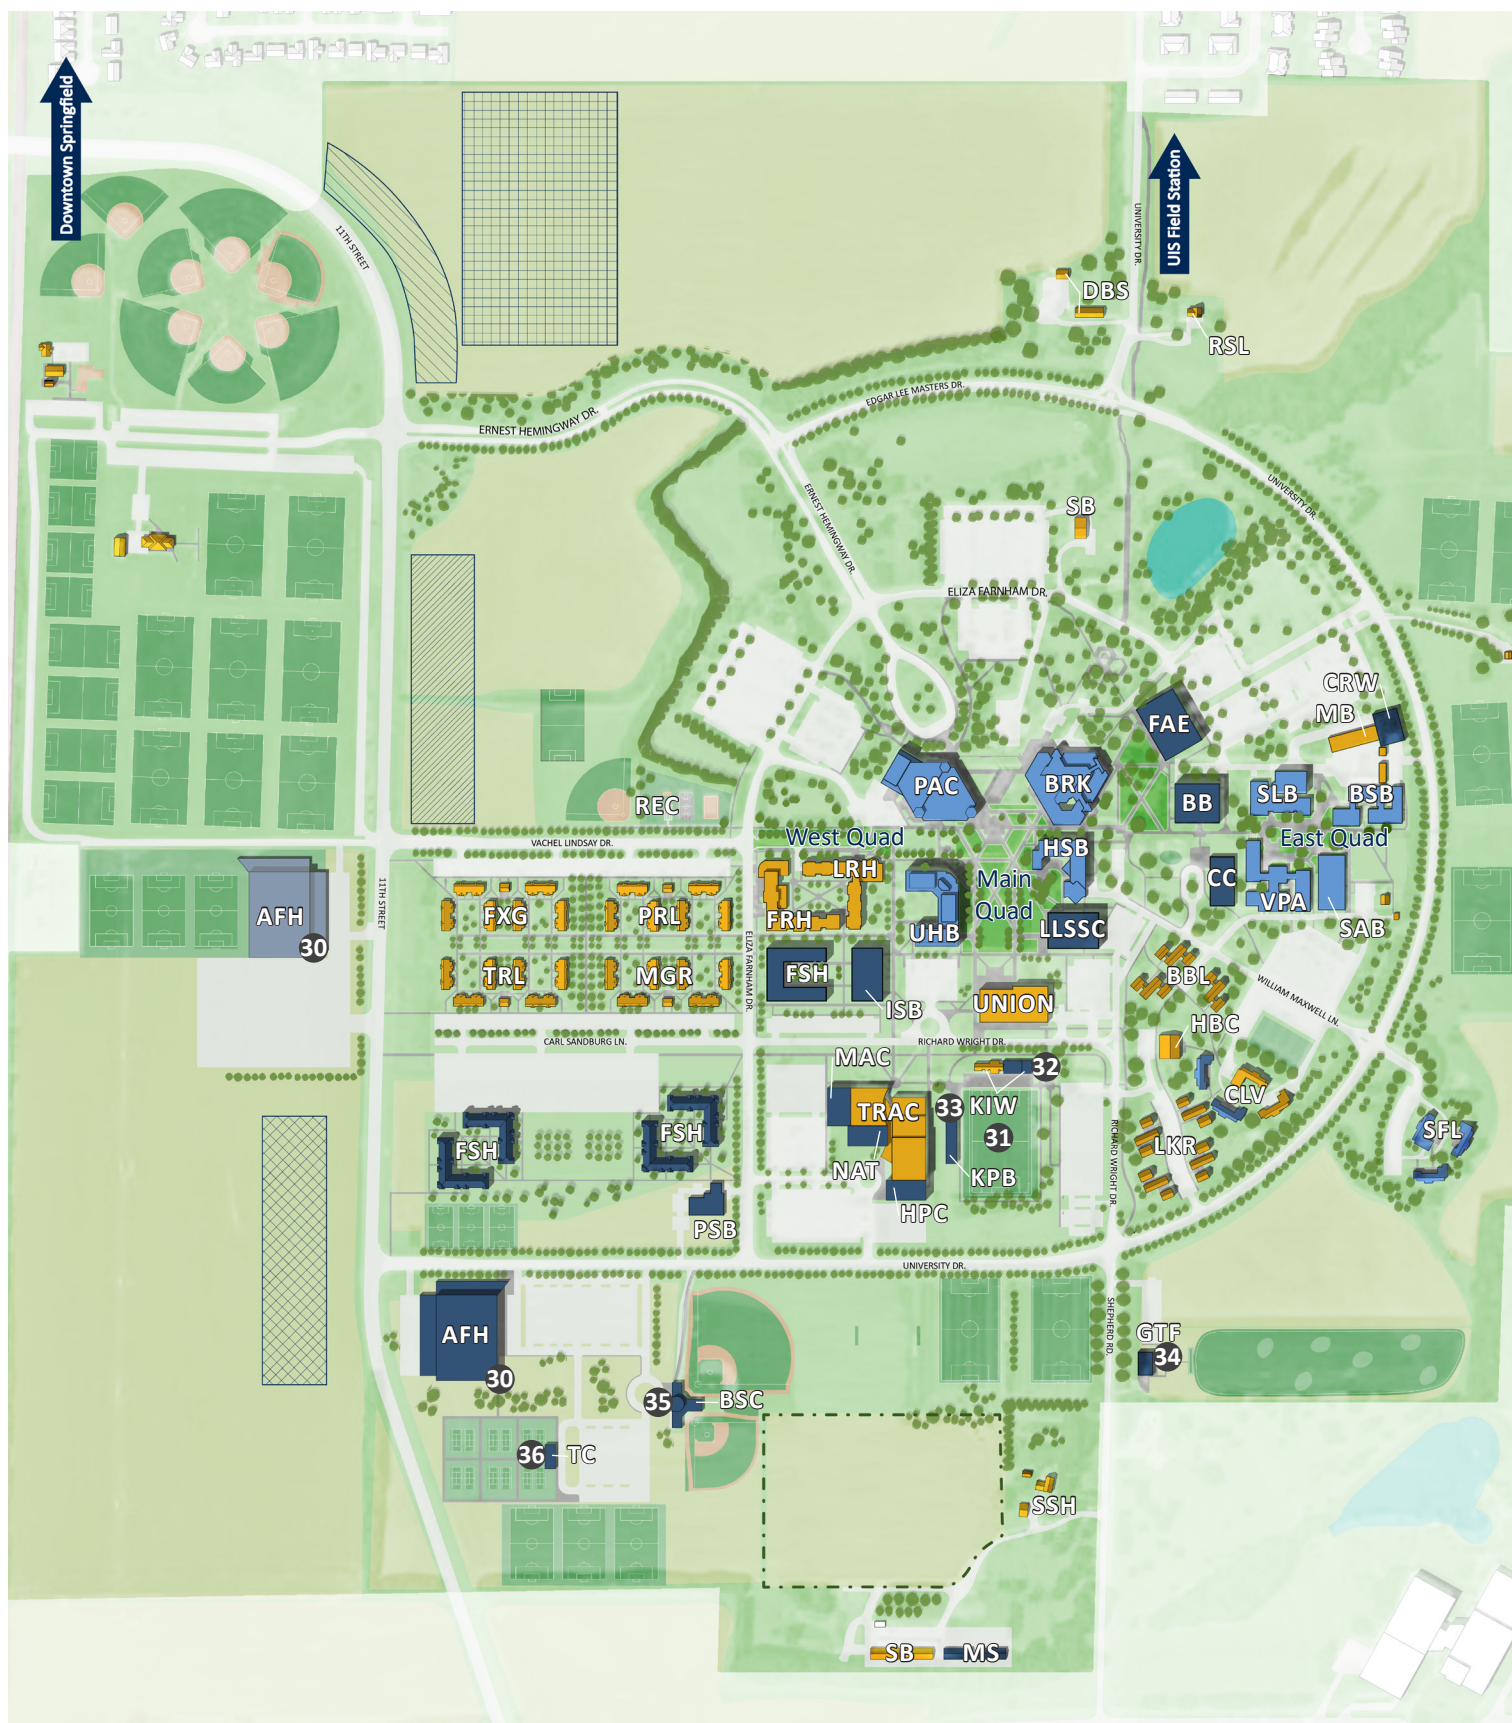 Downtown Springfield
UIS Field Station
UNIVERSITY DR.
11TH STREET
DBS
RSL
EDGAR LEE MASTERS DR.
ERNEST HEMINGWAY DR.
UNIVERSITY DR.
ERNEST HEMINGWAY DR.
SB
ELIZA FARNHAM DR.
CRW
MB
FAE
PAC
BRK
BB
SLB
BSB
REC
West Quad
East Quad
VACHEL LINDSAY DR.
HSB
LRH
Main
Quad
CC
VPA
11TH STREET
AFH
30
FXG
PRL
FRH
UHB
LLSSC
SAB
ELIZA FARNHAM DR.
TRL
MGR
FSH
ISB
UNION
BBL
WILLIAM MAXWELL LN.
HBC
CARL SANDBURG LN.
RICHARD WRIGHT DR.
MAC
32
KIW
33
TRAC
31
CLV
FSH
FSH
NAT
KPB
LKR
SFL
RICHARD WRIGHT DR.
HPC
PSB
UNIVERSITY DR.
SHEPHERD RD.
AFH
30
GTF
34
35
BSC
36
TC
SSH
SB
MS